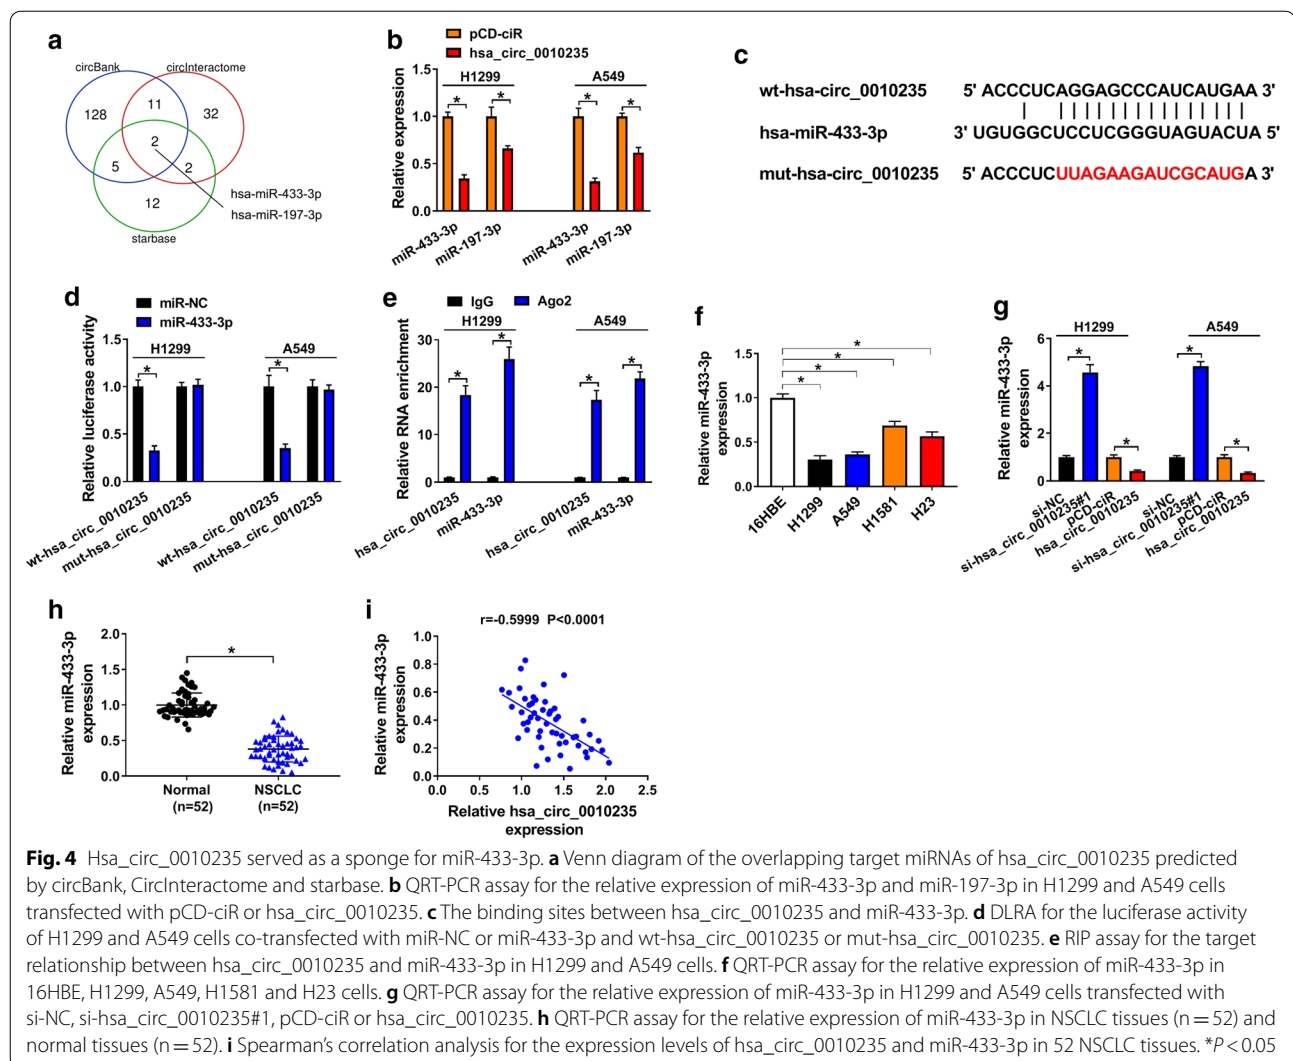 a
circBank
circInteractome
128
11
32
2
5
2
12
hsa-miR-433-3p
hsa-miR-197-3p
starbase
b
pCD-ciR
hsa_circ_0010235
H1299
A549
Relative expression
1.5
1.0
0.5
0.0
* * * *
miR-433-3p
miR-197-3p
miR-433-3p
miR-197-3p
c
wt-hsa-circ_0010235 5' ACCCUCAGGAGCCCAUCAUGAA 3'
hsa-miR-433-3p 3' UGUGGCUCCUCGGGUAGUACUA 5'
mut-hsa-circ_0010235 5' ACCCUCUUAGAAGAUCGCAUGA 3'
d
miR-NC
miR-433-3p
H1299
A549
Relative luciferase activity
1.5
1.0
0.5
0.0
* *
wt-hsa_circ_0010235
mut-hsa_circ_0010235
wt-hsa_circ_0010235
mut-hsa_circ_0010235
e
IgG
Ago2
H1299
A549
Relative RNA enrichment
30
20
10
0
* * * *
hsa_circ_0010235
miR-433-3p
hsa_circ_0010235
miR-433-3p
f
Relative miR-433-3p
expression
1.5
1.0
0.5
0.0
* * * *
16HBE
H1299
A549
H1581
H23
g
H1299
A549
Relative miR-433-3p
expression
6
4
2
0
* * * *
si-NC
si-hsa_circ_0010235#1
pCD-ciR
hsa_circ_0010235
si-NC
si-hsa_circ_0010235#1
pCD-ciR
hsa_circ_0010235
h
Relative miR-433-3p
expression
2.0
1.5
1.0
0.5
0.0
*
Normal
(n=52)
NSCLC
(n=52)
i
r=-0.5999 P<0.0001
Relative miR-433-3p
expression
1.0
0.8
0.6
0.4
0.2
0.0
0.0 0.5 1.0 1.5 2.0 2.5
Relative hsa_circ_0010235
expression
Fig. 4 Hsa_circ_0010235 served as a sponge for miR-433-3p. a Venn diagram of the overlapping target miRNAs of hsa_circ_0010235 predicted
by circBank, CircInteractome and starbase. b QRT-PCR assay for the relative expression of miR-433-3p and miR-197-3p in H1299 and A549 cells
transfected with pCD-ciR or hsa_circ_0010235. c The binding sites between hsa_circ_0010235 and miR-433-3p. d DLRA for the luciferase activity
of H1299 and A549 cells co-transfected with miR-NC or miR-433-3p and wt-hsa_circ_0010235 or mut-hsa_circ_0010235. e RIP assay for the target
relationship between hsa_circ_0010235 and miR-433-3p in H1299 and A549 cells. f QRT-PCR assay for the relative expression of miR-433-3p in
16HBE, H1299, A549, H1581 and H23 cells. g QRT-PCR assay for the relative expression of miR-433-3p in H1299 and A549 cells transfected with
si-NC, si-hsa_circ_0010235#1, pCD-ciR or hsa_circ_0010235. h QRT-PCR assay for the relative expression of miR-433-3p in NSCLC tissues (n = 52) and
normal tissues (n = 52). i Spearman's correlation analysis for the expression levels of hsa_circ_0010235 and miR-433-3p in 52 NSCLC tissues. *P < 0.05